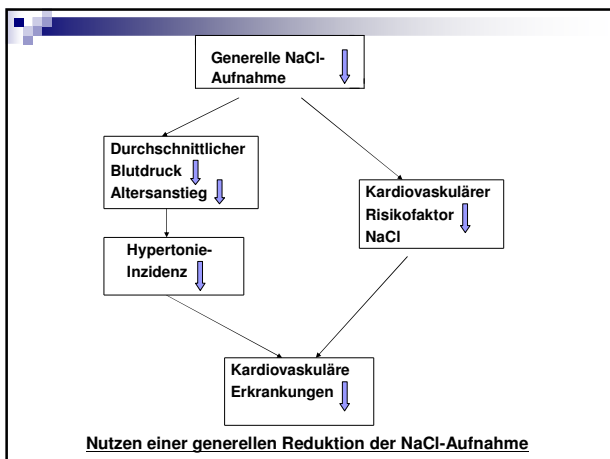 Generelle NaCl-
Aufnahme
Durchschnittlicher
Blutdruck
Altersanstieg
Kardiovaskulärer
Risikofaktor
NaCl
Hypertonie-
Inzidenz
Kardiovaskuläre
Erkrankungen
Nutzen einer generellen Reduktion der NaCl-Aufnahme